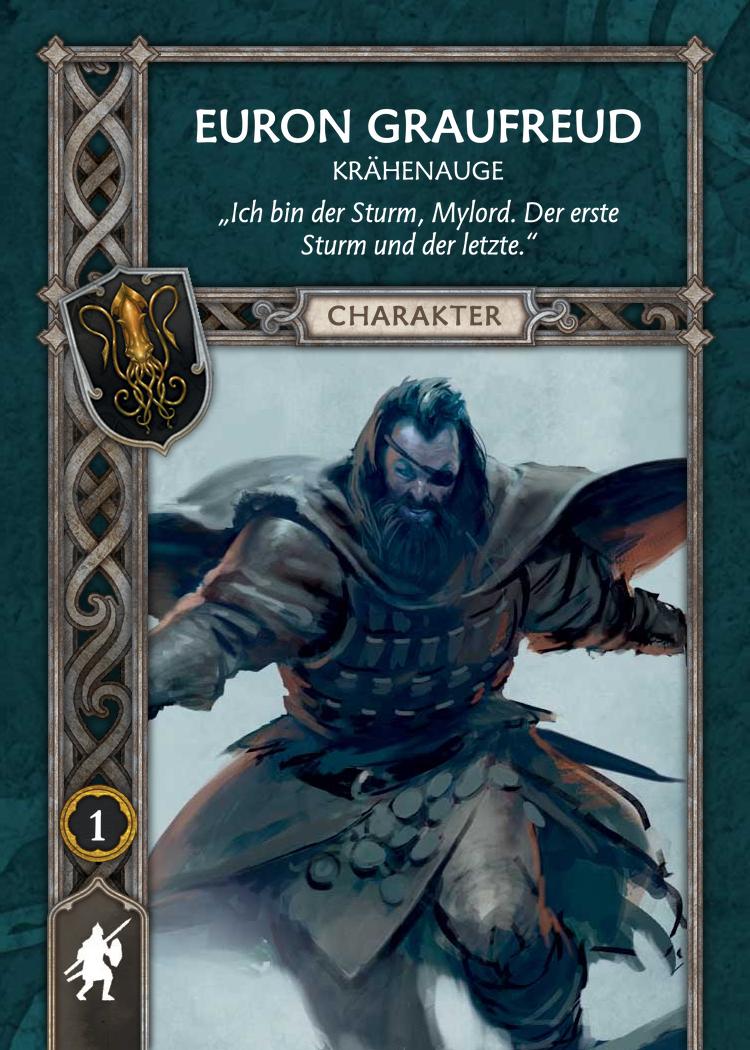 EURON GRAUFREUD
KRÄHENAUGE
„Ich bin der Sturm, Mylord. Der erste
Sturm und der letzte.“
CHARAKTER
1